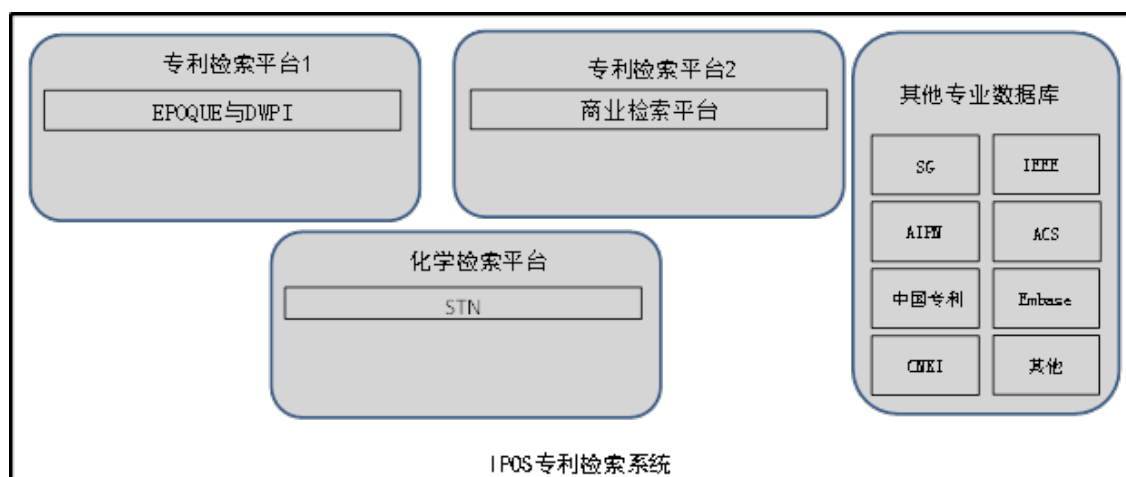 专利检索平台1
EPOQUE与DWPI
专利检索平台2
商业检索平台
化学检索平台
STN
其他专业数据库
SG
IEEE
AIPN
ACS
中国专利
Embase
CNKI
其他
IPOS专利检索系统